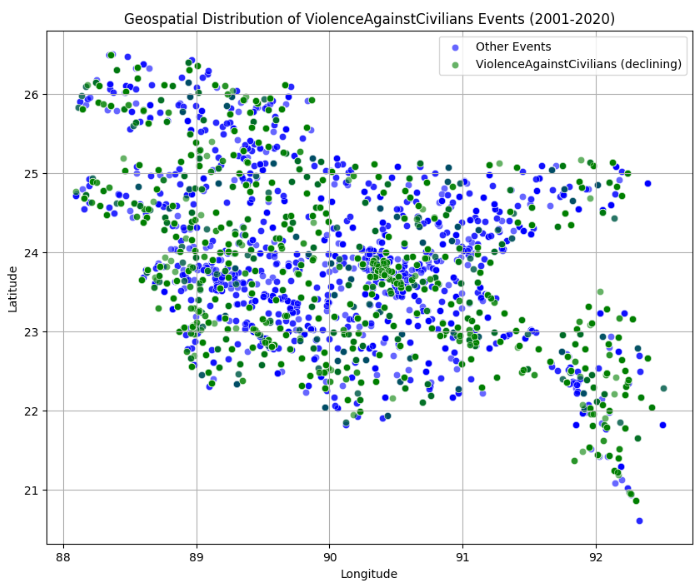 Geospatial Distribution of ViolenceAgainstCivilians Events (2001-2020)
Other Events
ViolenceAgainstCivilians (declining)
Latitude
26
25
24
23
22
21
88 89 90 91 92
Longitude